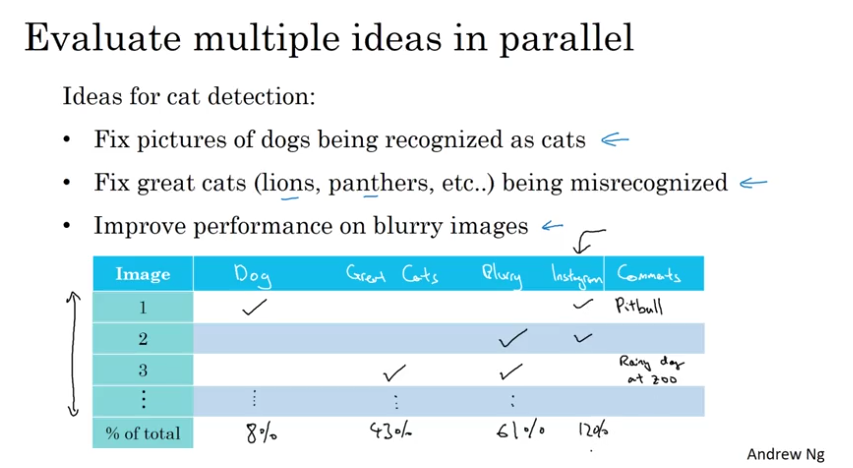 Evaluate multiple ideas in parallel
Ideas for cat detection:
• Fix pictures of dogs being recognized as cats
• Fix great cats (lions, panthers, etc..) being misrecognized
• Improve performance on blurry images
Image Dog Great Cats Blurry Instagram Comments
1 ✓ ✓ Pitbull
2 ✓ ✓
3 ✓ ✓ Rainy day
at zoo
⋮ ⋮ ⋮ ⋮
% of total 8% 43% 61% 12%
Andrew Ng